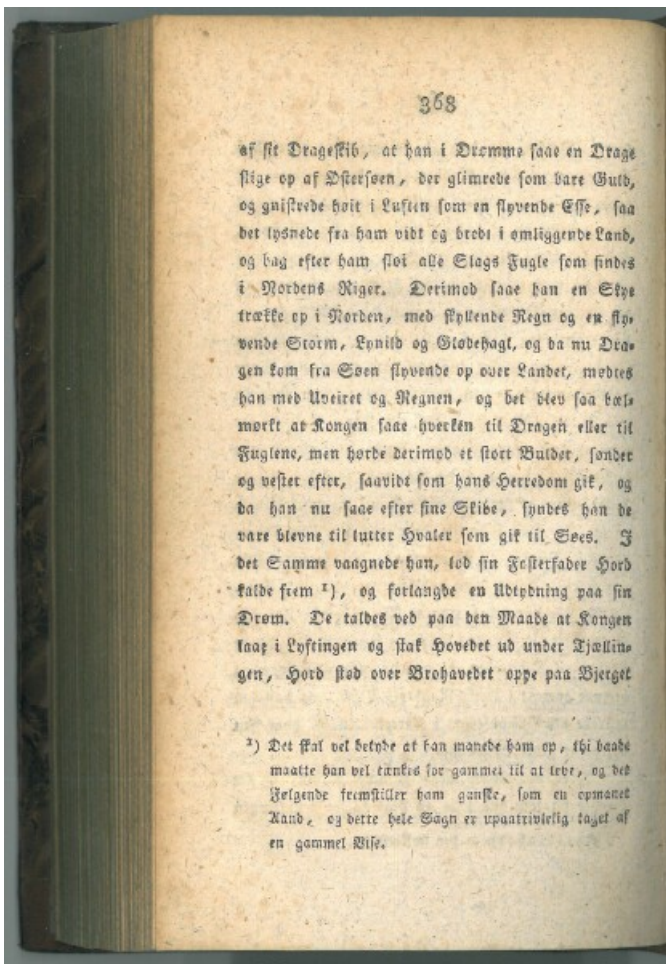 368
af sit Drageskib, at han i Drømme saae en Drage
stige op af Østersøen, der glimrede som bare Guld,
og gnistrede høit i Luften som en flyvende Esse, saa
det lysnede fra ham vidt og bredt i omliggende Land,
og bag efter ham fløi alle Slags Fugle som findes
i Nordens Riger. Derimod saae han en Skye
trække op i Norden, med skyllende Regn og en fly-
vende Storm, Lynild og Glødehagl, og da nu Dra-
gen kom fra Søen flyvende op over Landet, mødtes
han med Uveiret og Regnen, og det blev saa bæl-
mørkt at Kongen saae hverken til Dragen eller til
Fuglene, men hørde derimod et stort Bulder, sønder
og vester efter, saavidt som hans Herredom gik, og
da han nu saae efter sine Skibe, syndes han de
vare blevne til lutter Hvaler som gik til Søes. I
det Samme vaagnede han, lod sin Fosterfader Hord
kalde frem ¹), og forlangde en Udtydning paa sin
Drøm. De taldes ved paa den Maade at Kongen
laae i Lyftingen og stak Hovedet ud under Tjællin-
gen, Hord stod over Brohavedet oppe paa Bjerget
¹) Det skal vel betyde at han manede ham op, thi baade
maatte han vel tænkes for gammel til at leve, og det
Følgende fremstiller ham ganske, som en opmanet
Aand, og dette hele Sagn er upaatvivlelig taget af
en gammel Vise.